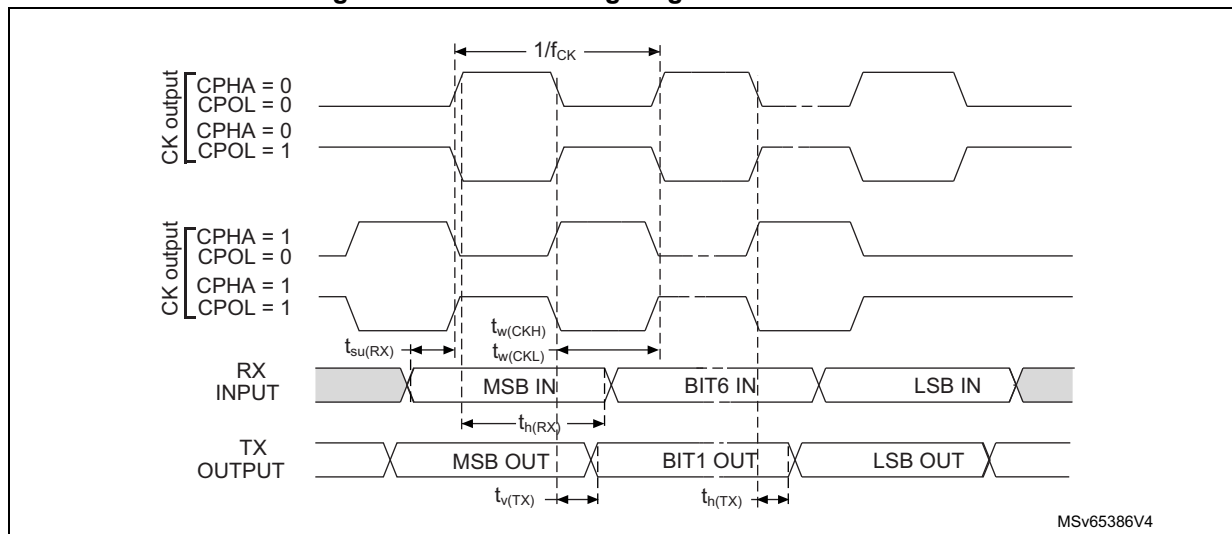 1/fCK
CK output
CPHA = 0
CPOL = 0
CPHA = 0
CPOL = 1
CK output
CPHA = 1
CPOL = 0
CPHA = 1
CPOL = 1
tw(CKH)
tw(CKL)
tsu(RX)
RX
INPUT
MSB IN
BIT6 IN
LSB IN
th(RX)
TX
OUTPUT
MSB OUT
BIT1 OUT
LSB OUT
tv(TX)
th(TX)
MSv65386V4